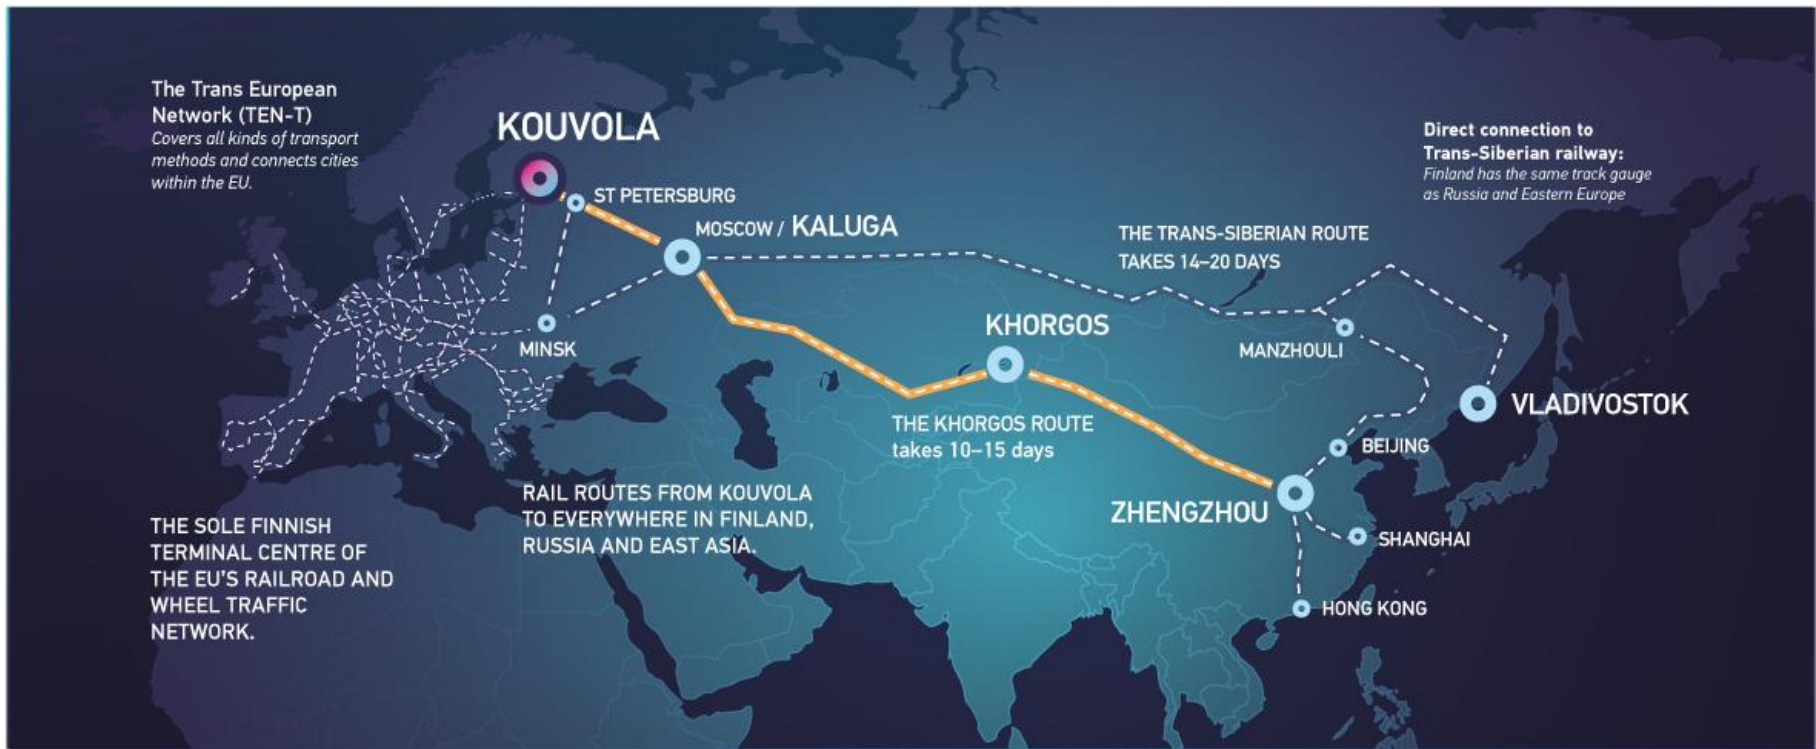 The Trans European
Network (TEN-T)
Covers all kinds of transport
methods and connects cities
within the EU.
KOUVOLA
ST PETERSBURG
MOSCOW / KALUGA
Direct connection to
Trans-Siberian railway:
Finland has the same track gauge
as Russia and Eastern Europe
THE TRANS-SIBERIAN ROUTE
TAKES 14–20 DAYS
KHORGOS
MINSK
MANZHOULI
VLADIVOSTOK
THE KHORGOS ROUTE
takes 10–15 days
BEIJING
RAIL ROUTES FROM KOUVOLA
TO EVERYWHERE IN FINLAND,
RUSSIA AND EAST ASIA.
ZHENGZHOU
THE SOLE FINNISH
TERMINAL CENTRE OF
THE EU'S RAILROAD AND
WHEEL TRAFFIC
NETWORK.
SHANGHAI
HONG KONG